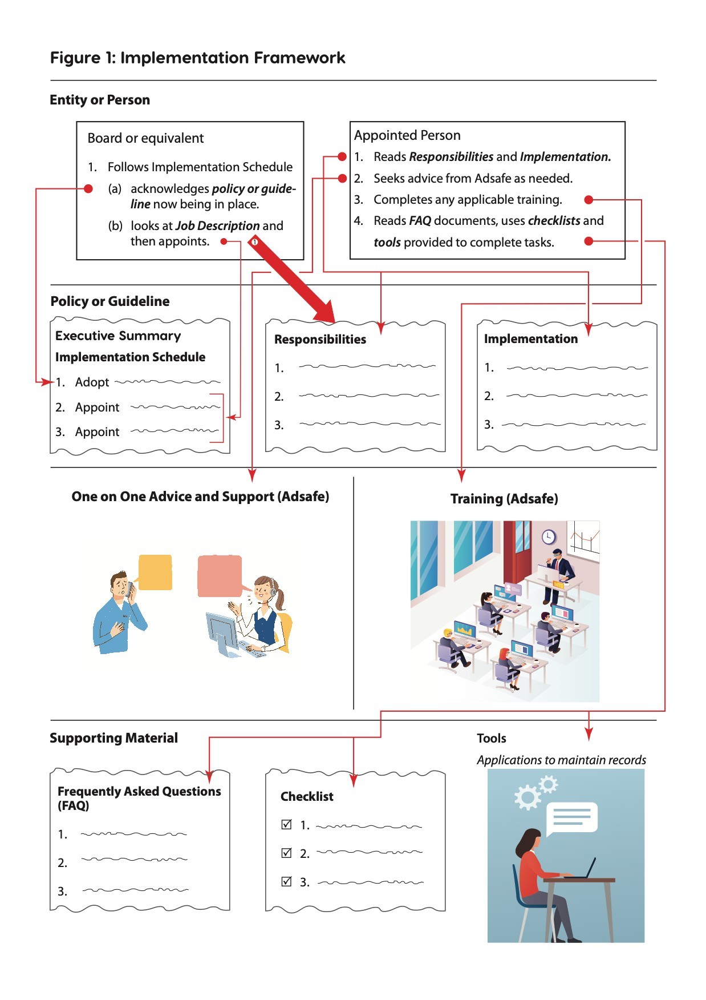 Figure 1: Implementation Framework
Entity or Person
Board or equivalent
1. Follows Implementation Schedule
(a) acknowledges policy or guide-
line now being in place.
(b) looks at Job Description and
then appoints.
1
Appointed Person
1. Reads Responsibilities and Implementation.
2. Seeks advice from Adsafe as needed.
3. Completes any applicable training.
4. Reads FAQ documents, uses checklists and
tools provided to complete tasks.
Policy or Guideline
Executive Summary
Implementation Schedule
1. Adopt
2. Appoint
3. Appoint
Responsibilities
1.
2.
3.
Implementation
1.
2.
3.
One on One Advice and Support (Adsafe)
Training (Adsafe)
Supporting Material
Frequently Asked Questions
(FAQ)
1.
2.
3.
Checklist
☑ 1.
☑ 2.
☑ 3.
Tools
Applications to maintain records